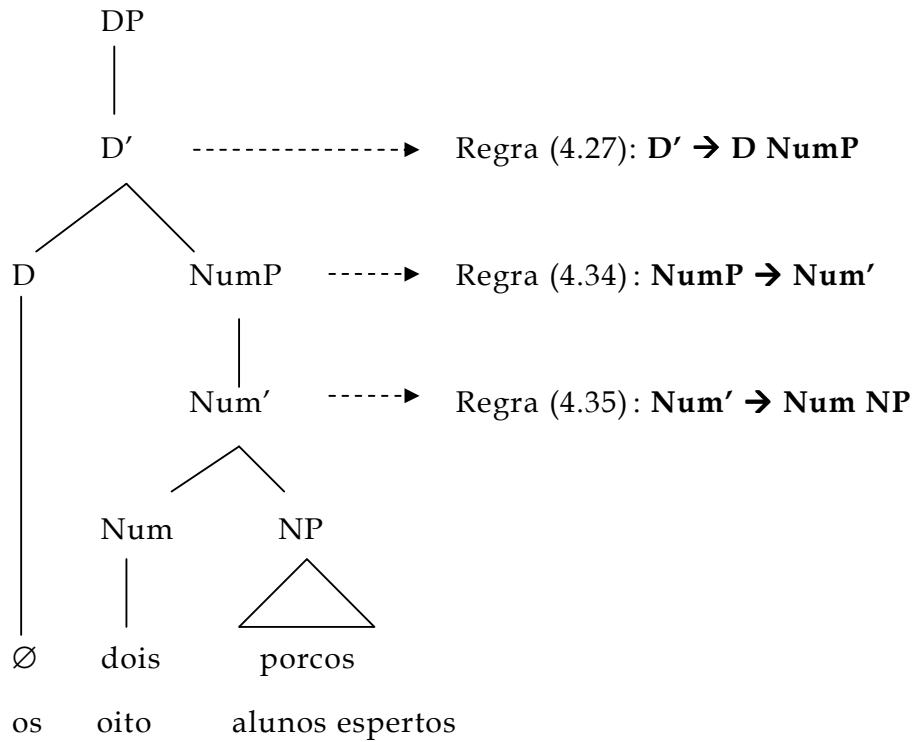 DP
D' Regra (4.27): D' → D NumP
D NumP Regra (4.34): NumP → Num'
Num' Regra (4.35): Num' → Num NP
Num NP
∅ dois porcos
os oito alunos espertos